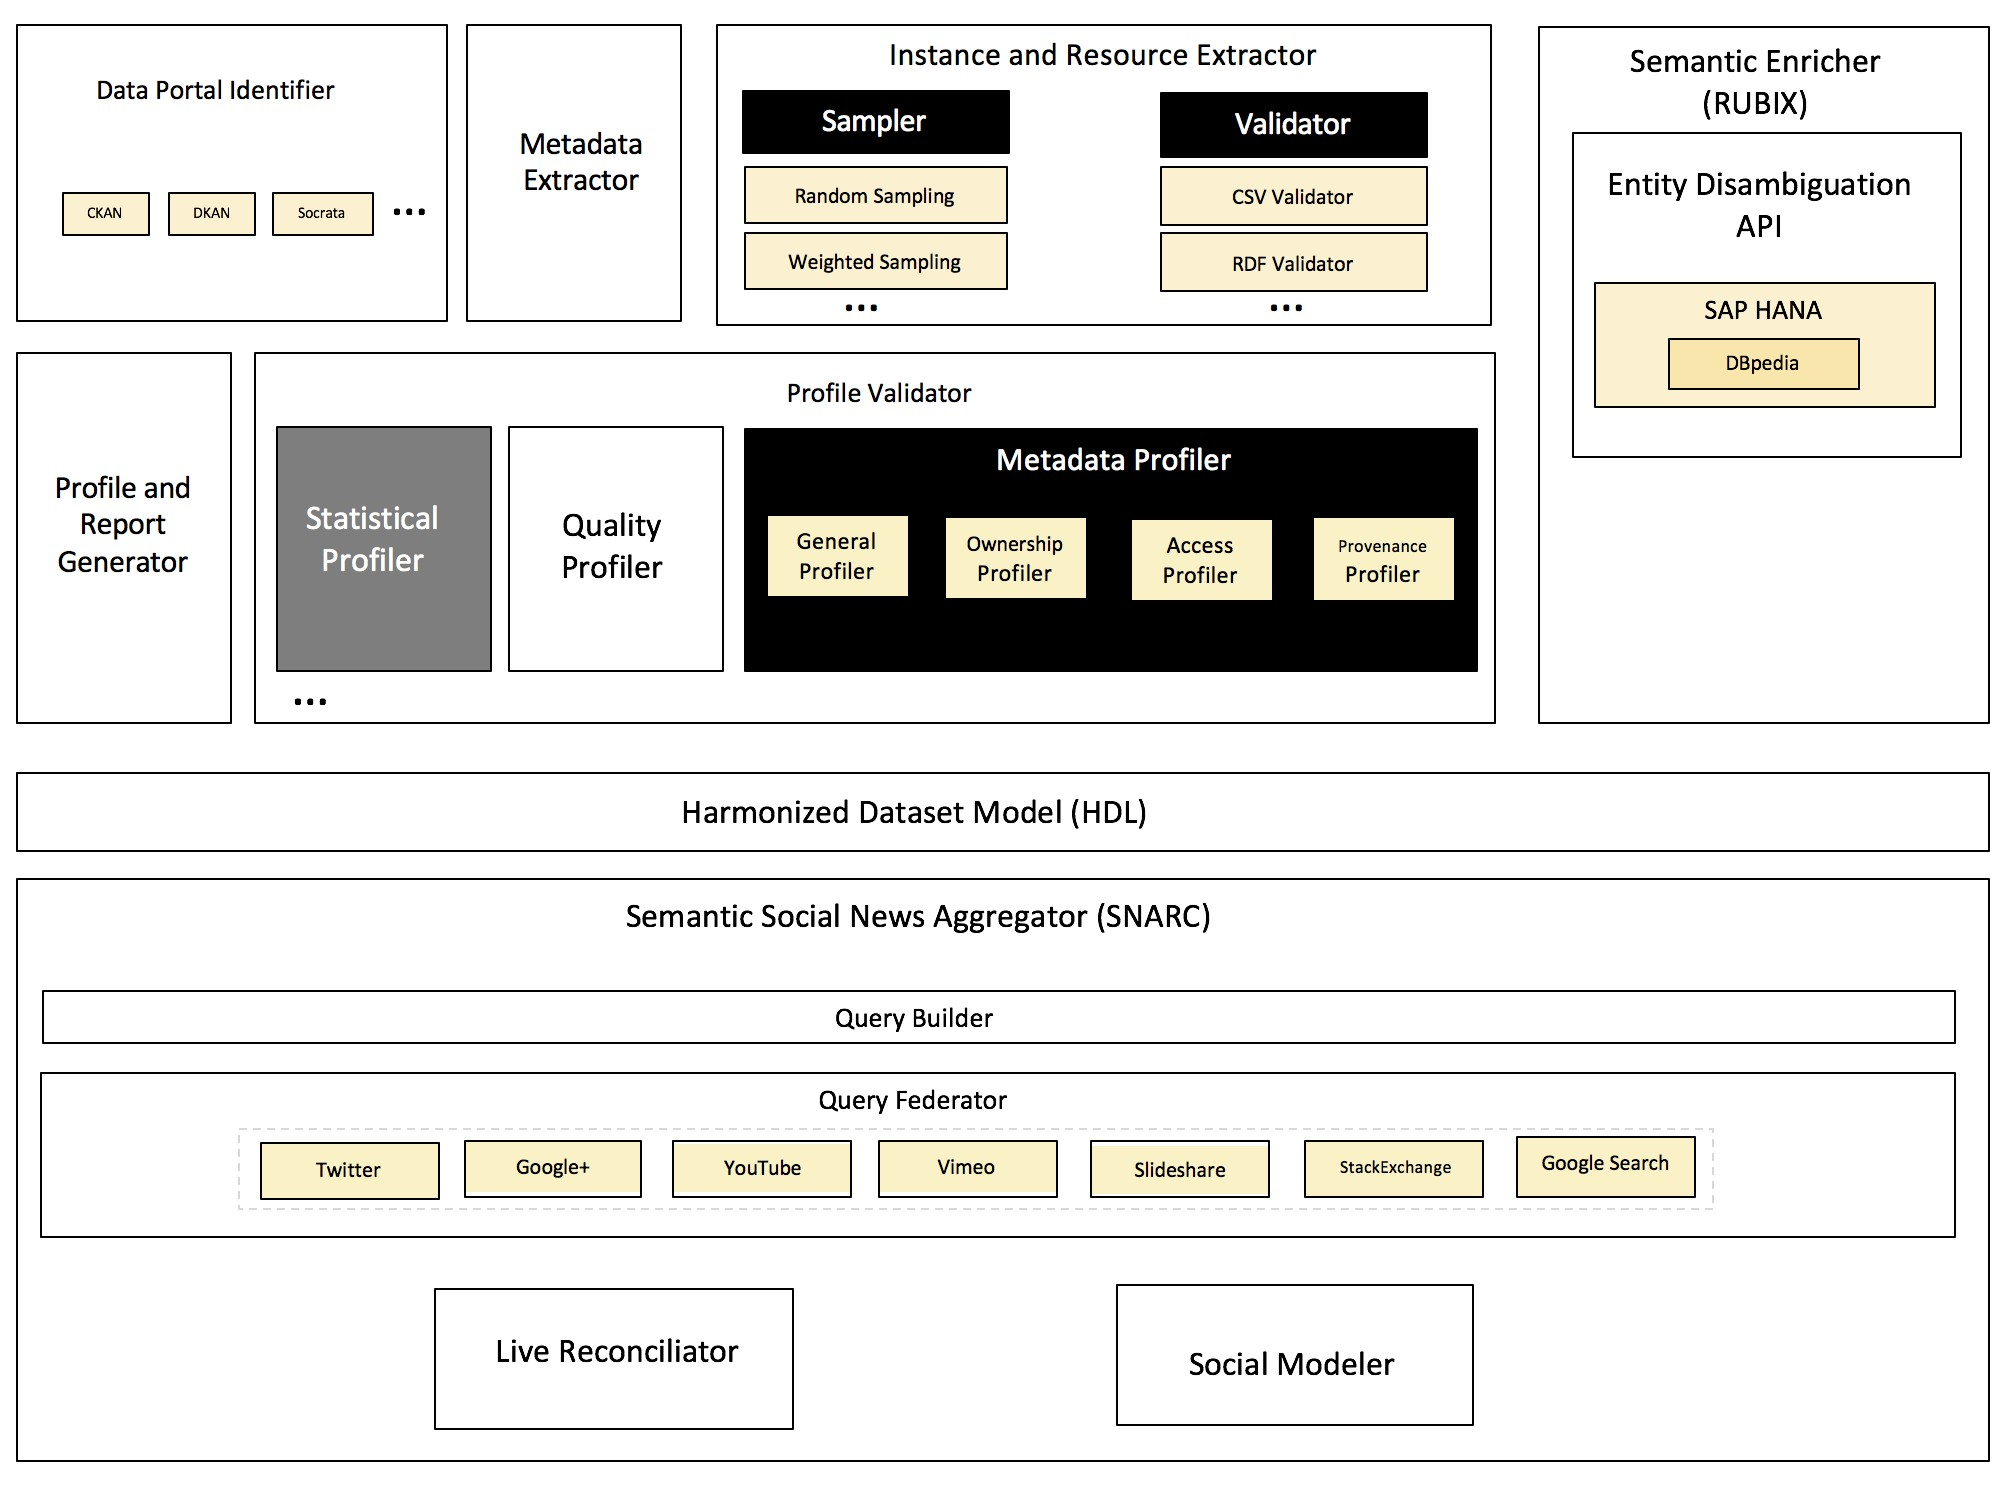 Data Portal Identifier
CKAN
DKAN
Socrata
...
Metadata
Extractor
Instance and Resource Extractor
Sampler
Random Sampling
Weighted Sampling
...
Validator
CSV Validator
RDF Validator
...
Semantic Enricher
(RUBIX)
Entity Disambiguation
API
SAP HANA
DBpedia
Profile and
Report
Generator
Profile Validator
Statistical
Profiler
Quality
Profiler
Metadata Profiler
General
Profiler
Ownership
Profiler
Access
Profiler
Provenance
Profiler
...
Harmonized Dataset Model (HDL)
Semantic Social News Aggregator (SNARC)
Query Builder
Query Federator
Twitter
Google+
YouTube
Vimeo
Slideshare
StackExchange
Google Search
Live Reconciliator
Social Modeler